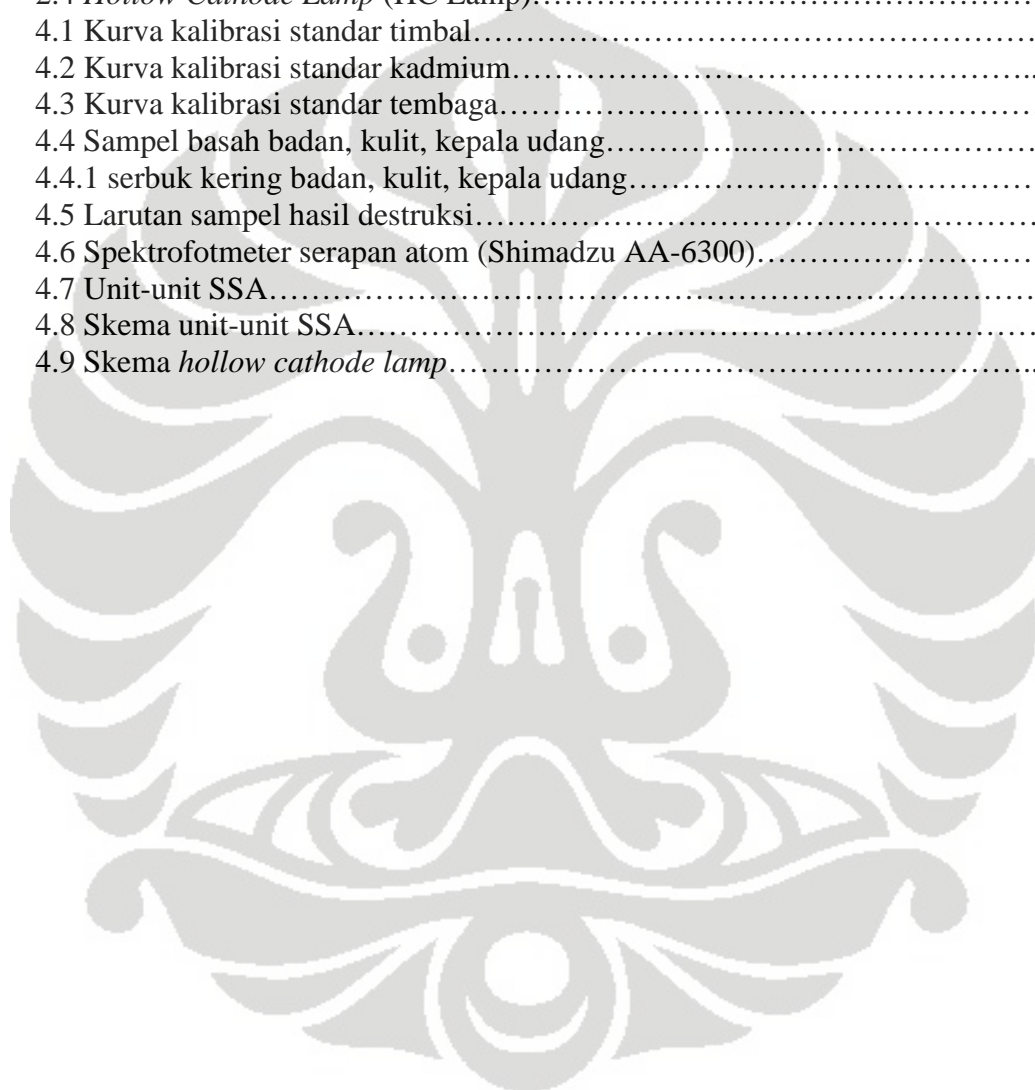 2.4 Hollow Cathode Lamp (HC Lamp)……………………………………………
4.1 Kurva kalibrasi standar timbal…………………………………………………
4.2 Kurva kalibrasi standar kadmium……………………………………………..
4.3 Kurva kalibrasi standar tembaga………………………………………………
4.4 Sampel basah badan, kulit, kepala udang……………..………………………
4.4.1 serbuk kering badan, kulit, kepala udang……………………………………
4.5 Larutan sampel hasil destruksi…………………………………………………
4.6 Spektrofotmeter serapan atom (Shimadzu AA-6300)…………………………
4.7 Unit-unit SSA……..……………………………………………………………
4.8 Skema unit-unit SSA……………………………………………………………
4.9 Skema hollow cathode lamp……………………………………………………..